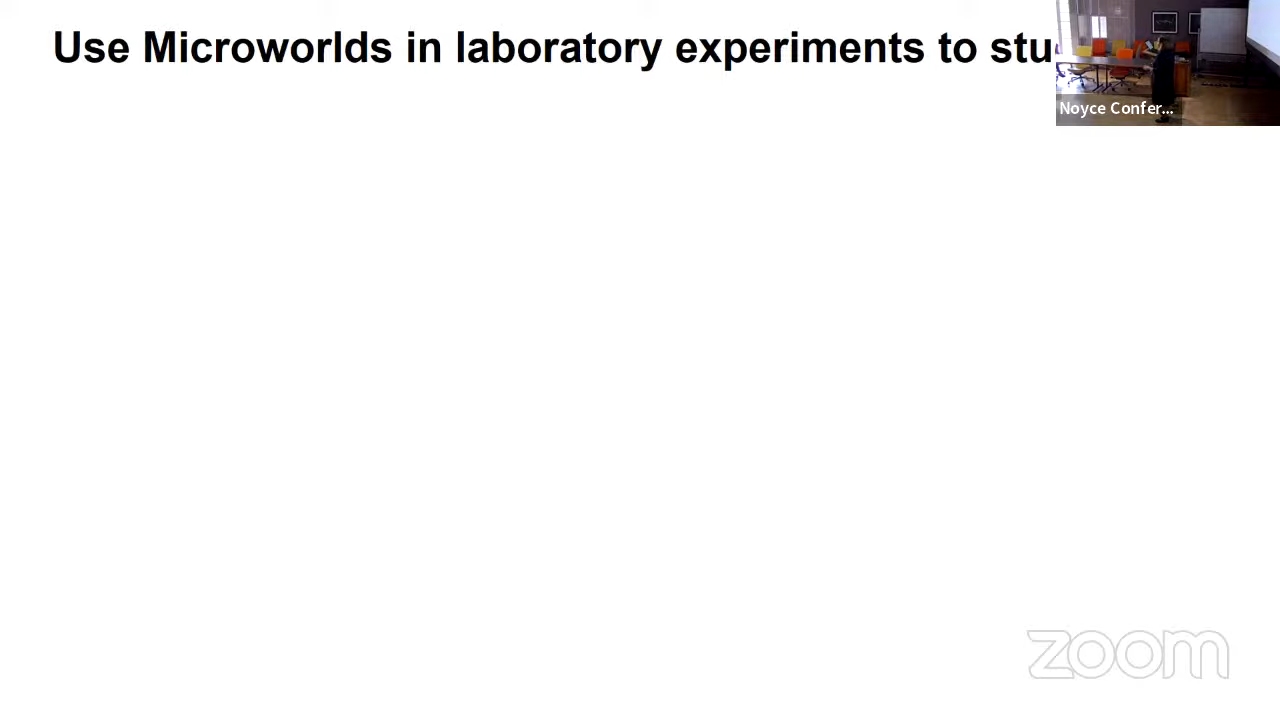 Use Microworlds in laboratory experiments to stu
Noyce Confer...
zoom